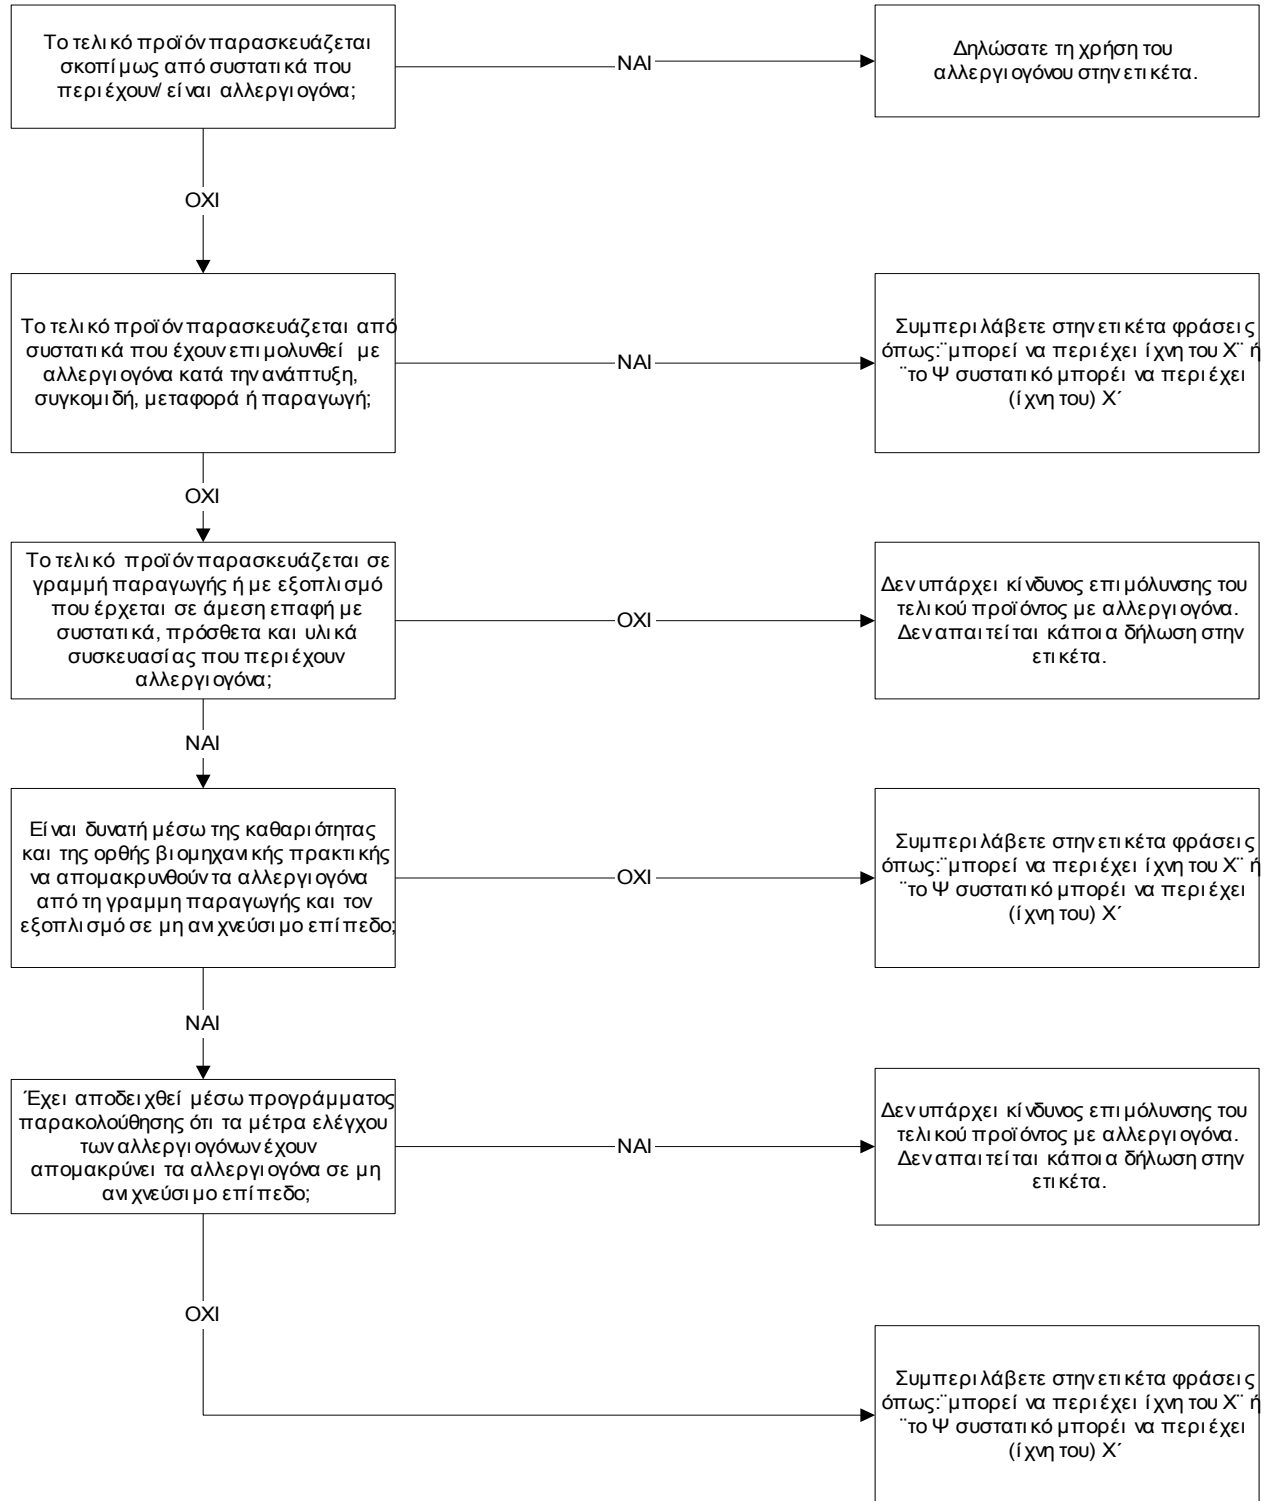 Το τελικό προϊόν παρασκευάζεται
σκοπίμως από συστατικά που
περιέχουν/ είναι αλλεργιογόνα;
ΝΑΙ
Δηλώσατε τη χρήση του
αλλεργιογόνου στην ετικέτα.
ΟΧΙ
Το τελικό προϊόν παρασκευάζεται από
συστατικά που έχουν επιμολυνθεί με
αλλεργιογόνα κατά την ανάπτυξη,
συγκομιδή, μεταφορά ή παραγωγή;
ΝΑΙ
Συμπεριλάβετε στην ετικέτα φράσεις
όπως:¨μπορεί να περιέχει ίχνη του Χ¨ ή
¨το Ψ συστατικό μπορέι να περιέχει
(ίχνη του) Χ΄
ΟΧΙ
Το τελικό προϊόν παρασκευάζεται σε
γραμμή παραγωγής ή με εξοπλισμό
που έρχεται σε άμεση επαφή με
συστατικά, πρόσθετα και υλικά
συσκευασίας που περιέχουν
αλλεργιογόνα;
ΟΧΙ
Δεν υπάρχει κίνδυνος επιμόλυνσης του
τελικού προϊόντος με αλλεργιογόνα.
Δεν απαιτείται κάποια δήλωση στην
ετικέτα.
ΝΑΙ
Είναι δυνατή μέσω της καθαριότητας
και της ορθής βιομηχανικής πρακτικής
να απομακρυνθούν τα αλλεργιογόνα
από τη γραμμη παραγωγής και τον
εξοπλισμό σε μη ανιχνεύσιμο επίπεδο;
ΟΧΙ
Συμπεριλάβετε στην ετικέτα φράσεις
όπως:¨μπορεί να περιέχει ίχνη του Χ¨ ή
¨το Ψ συστατικό μπορέι να περιέχει
(ίχνη του) Χ΄
ΝΑΙ
Έχει αποδειχθεί μέσω προγράμματος
παρακολούθησης ότι τα μέτρα ελέγχου
των αλλεργιογόνων έχουν
απομακρύνει τα αλλεργιογόνα σε μη
ανιχνεύσιμο επίπεδο;
ΝΑΙ
Δεν υπάρχει κίνδυνος επιμόλυνσης του
τελικού προϊόντος με αλλεργιογόνα.
Δεν απαιτείται κάποια δήλωση στην
ετικέτα.
ΟΧΙ
Συμπεριλάβετε στην ετικέτα φράσεις
όπως:¨μπορεί να περιέχει ίχνη του Χ¨ ή
¨το Ψ συστατικό μπορέι να περιέχει
(ίχνη του) Χ΄